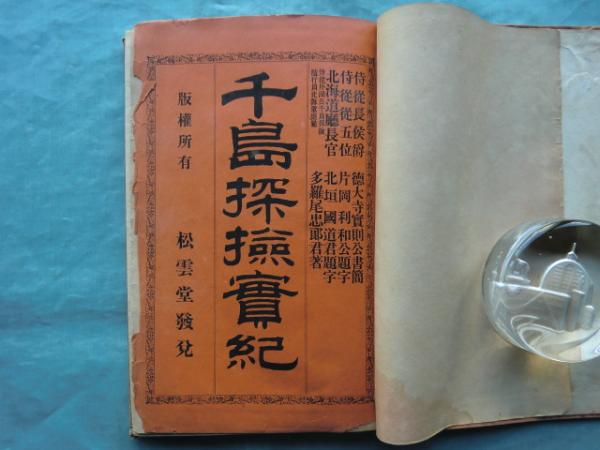 侍從長侯爵 德大寺實則公書簡
侍從從五位 片岡利和公題字
北海道廳長官 北垣國道君題字
多羅尾忠郎君著
千島探撿實紀
版權所有 松雲堂發兌